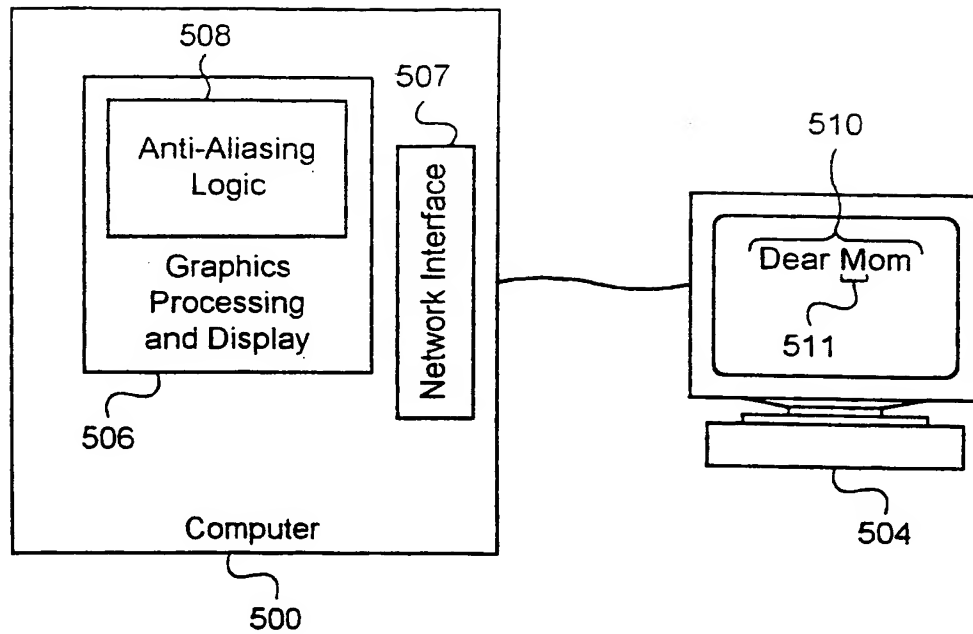 508
507
Anti-Aliasing
Logic
Graphics
Processing
and Display
Network Interface
506
Computer
500
510
Dear Mom
511
504